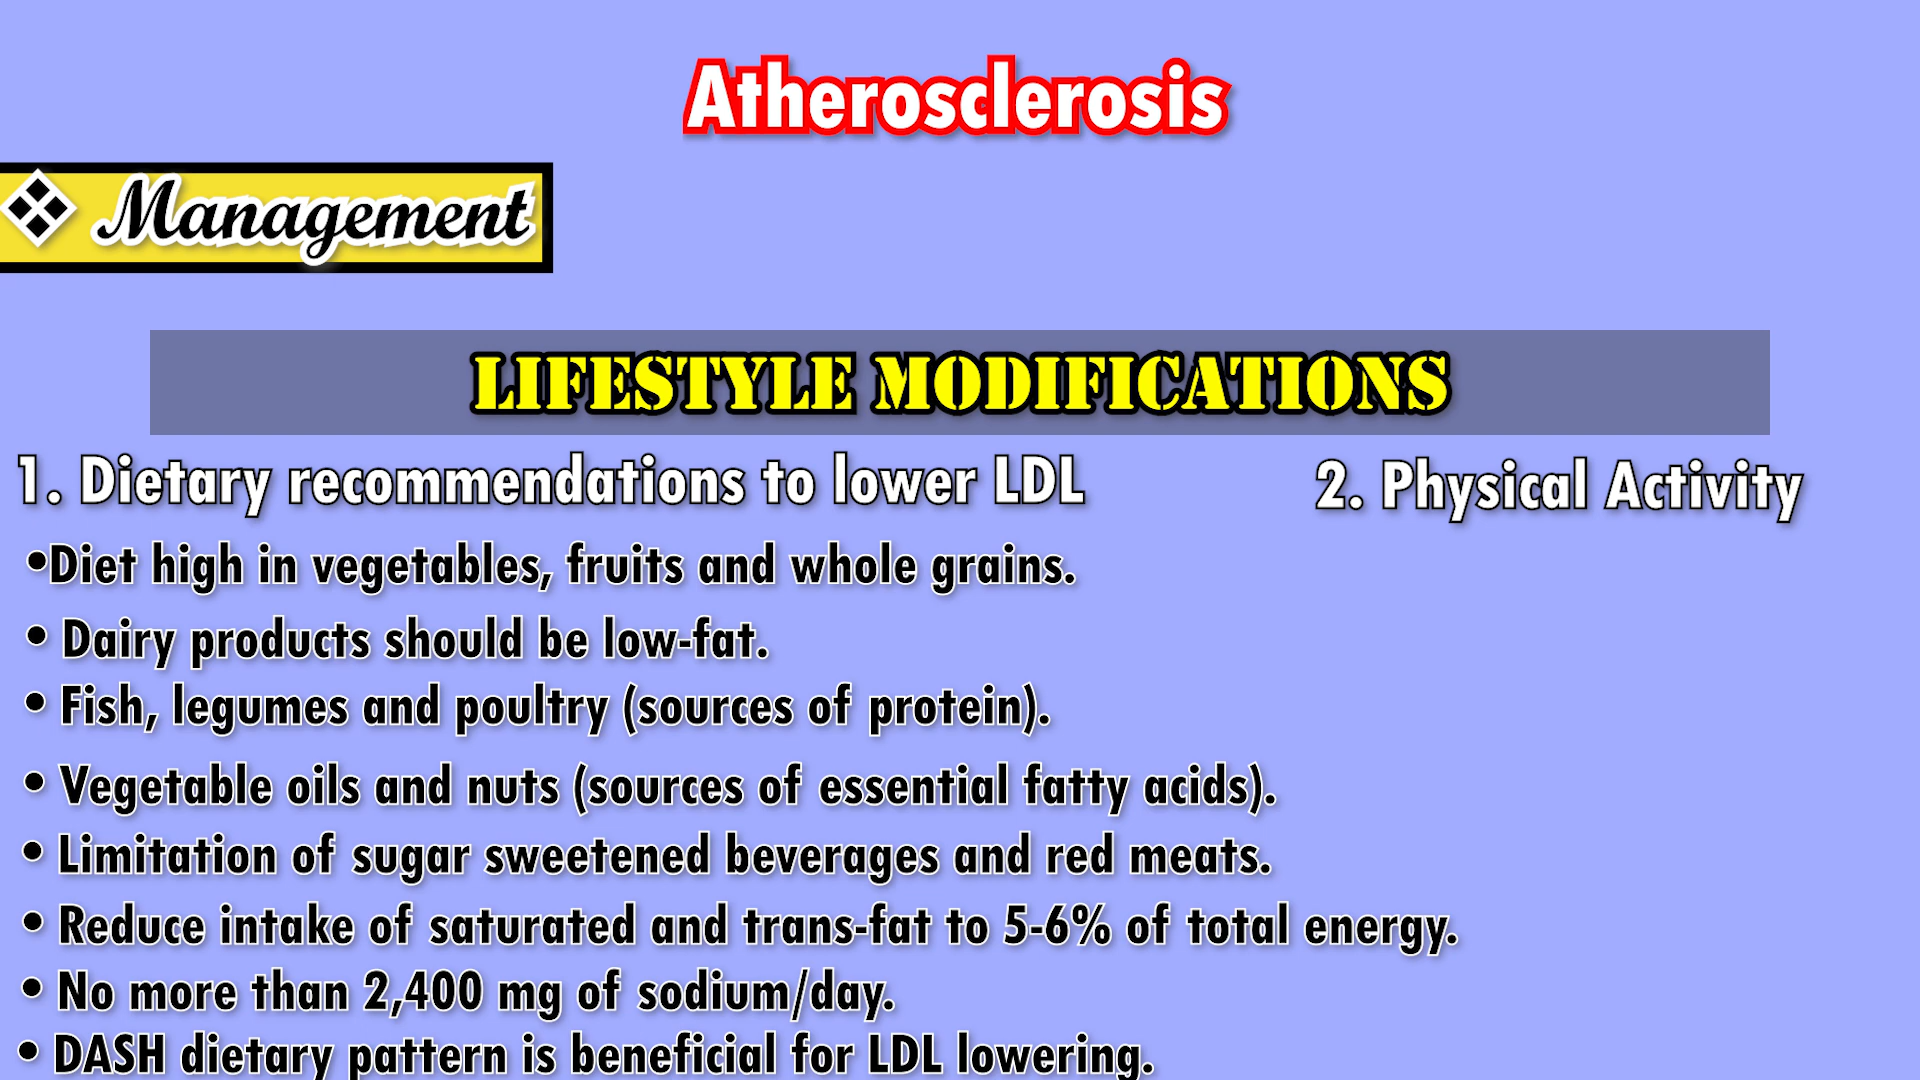 Atherosclerosis
❖ Management
LIFESTYLE MODIFICATIONS
1. Dietary recommendations to lower LDL
2. Physical Activity
•Diet high in vegetables, fruits and whole grains.
• Dairy products should be low-fat.
• Fish, legumes and poultry (sources of protein).
• Vegetable oils and nuts (sources of essential fatty acids).
• Limitation of sugar sweetened beverages and red meats.
• Reduce intake of saturated and trans-fat to 5-6% of total energy.
• No more than 2,400 mg of sodium/day.
• DASH dietary pattern is beneficial for LDL lowering.